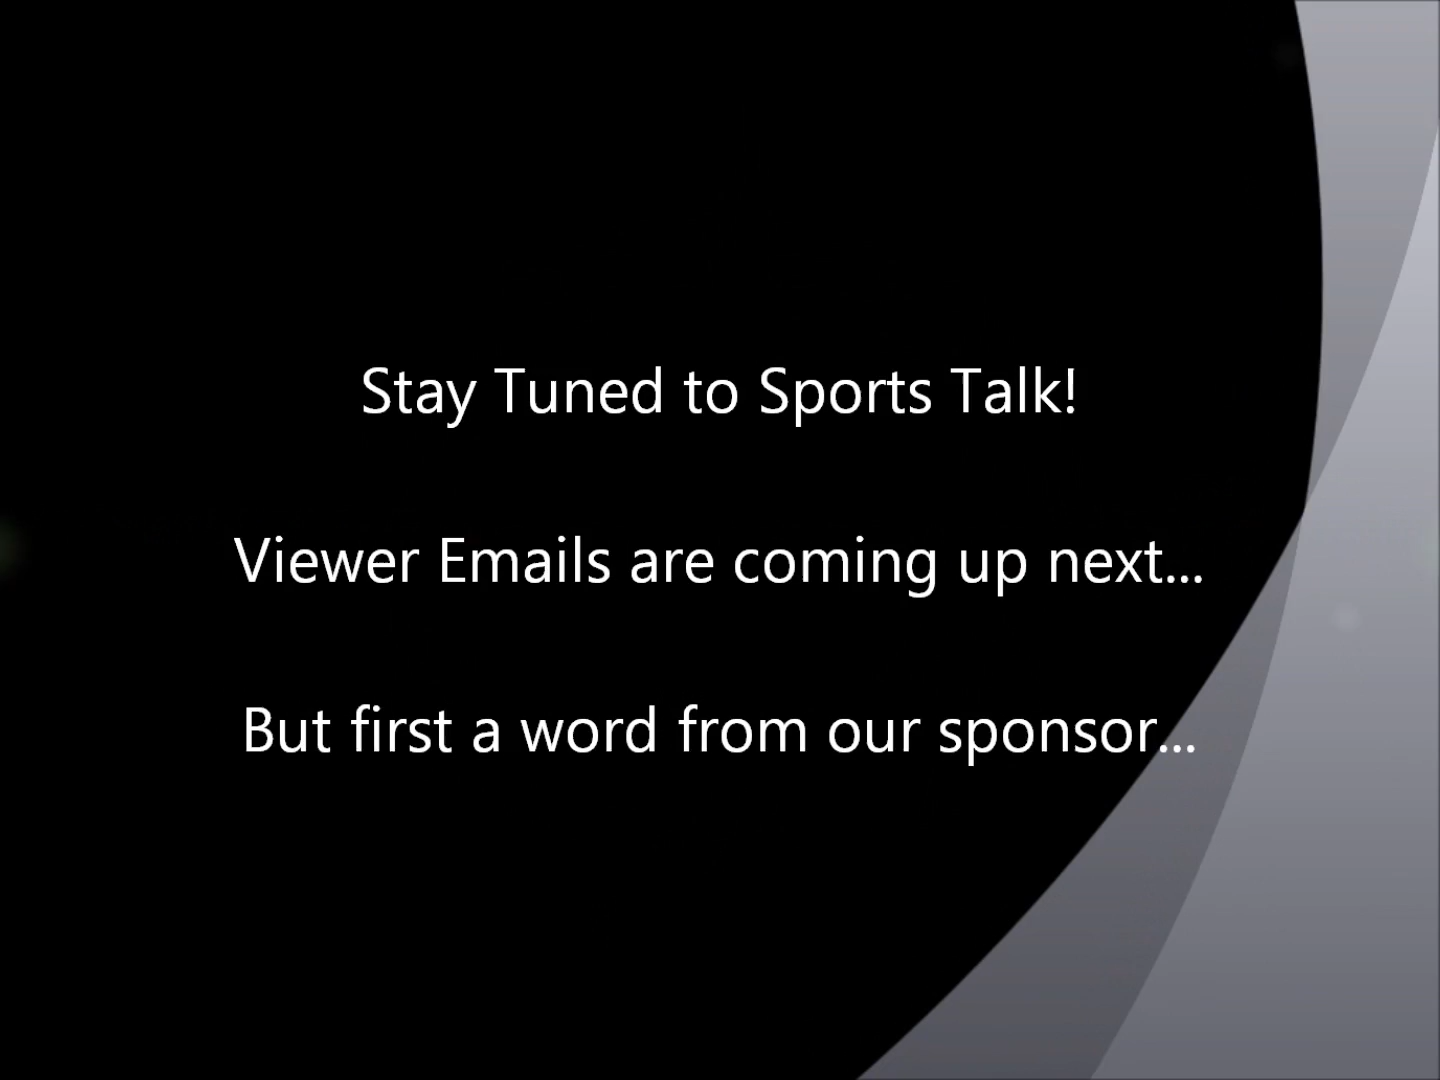 Stay Tuned to Sports Talk!
Viewer Emails are coming up next...
But first a word from our sponsor...